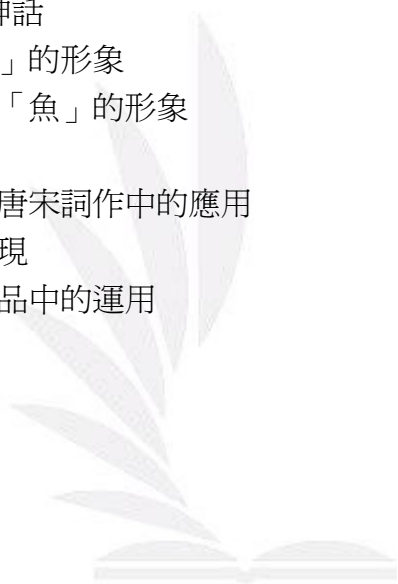 神話
」的形象
「魚」的形象
唐宋詞作中的應用
現
品中的運用